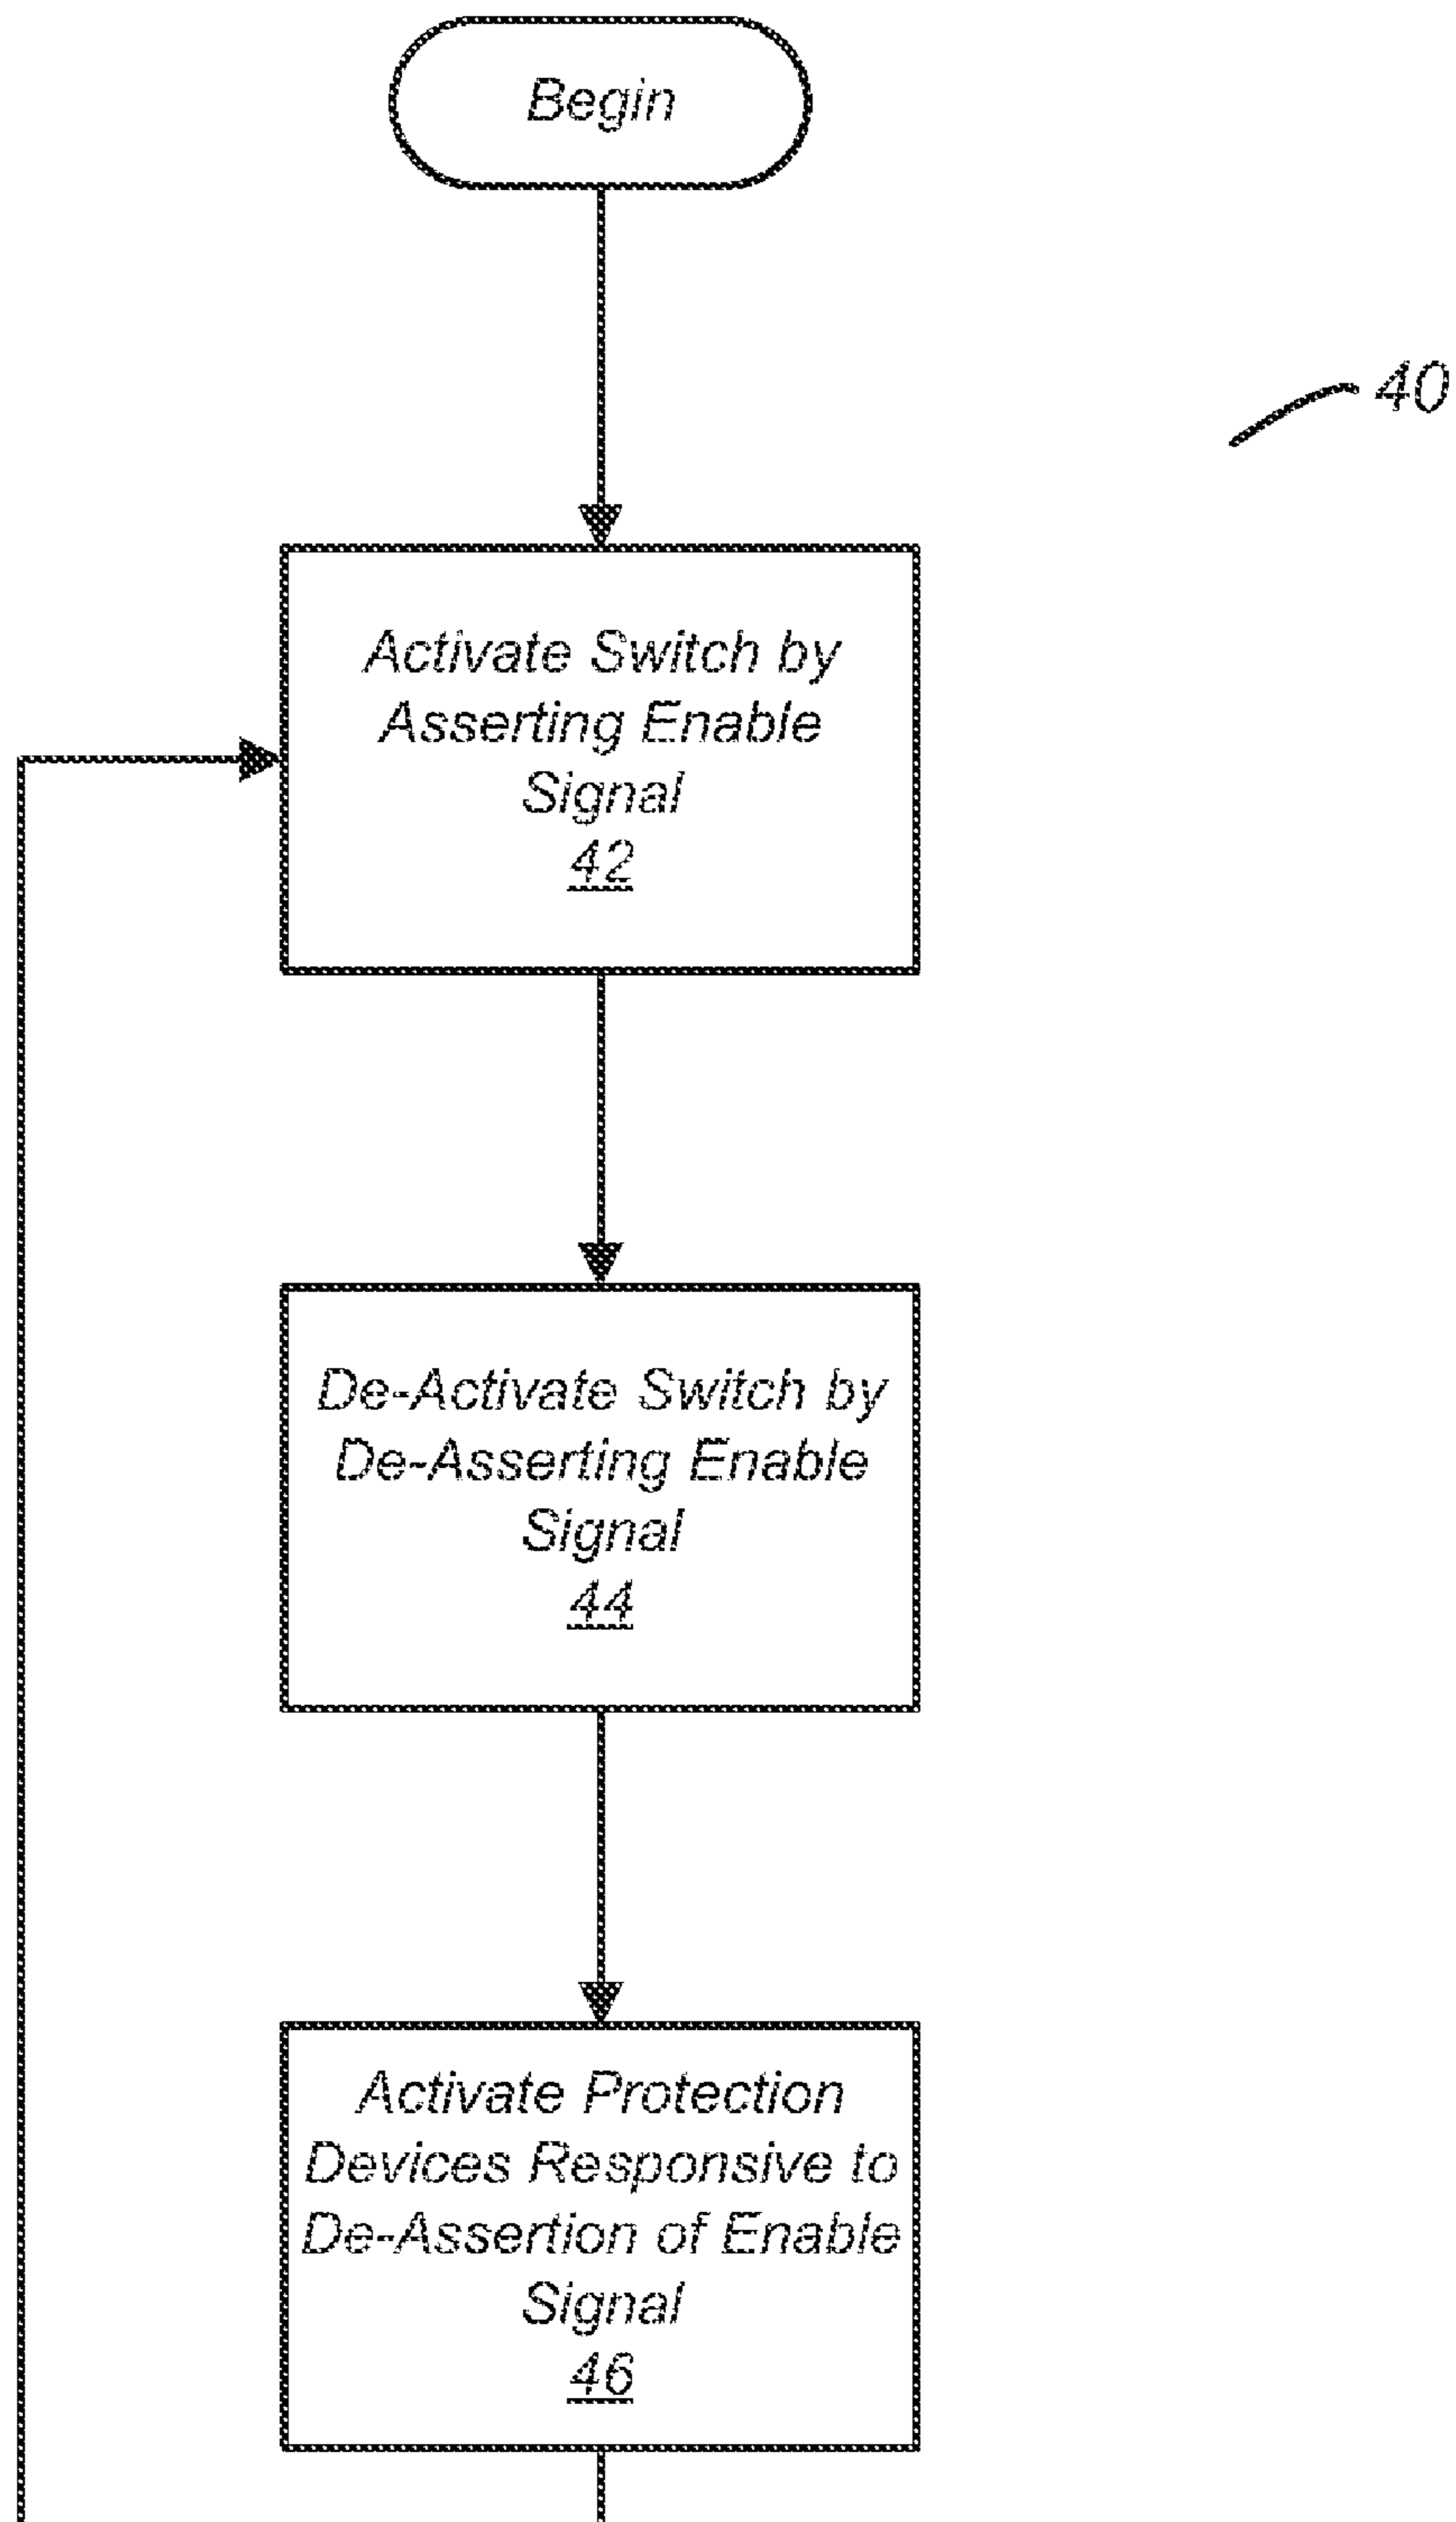 Begin
40
Activate Switch by
Asserting Enable
Signal
42
De-Activate Switch by
De-Asserting Enable
Signal
44
Activate Protection
Devices Responsive to
De-Assertion of Enable
Signal
46